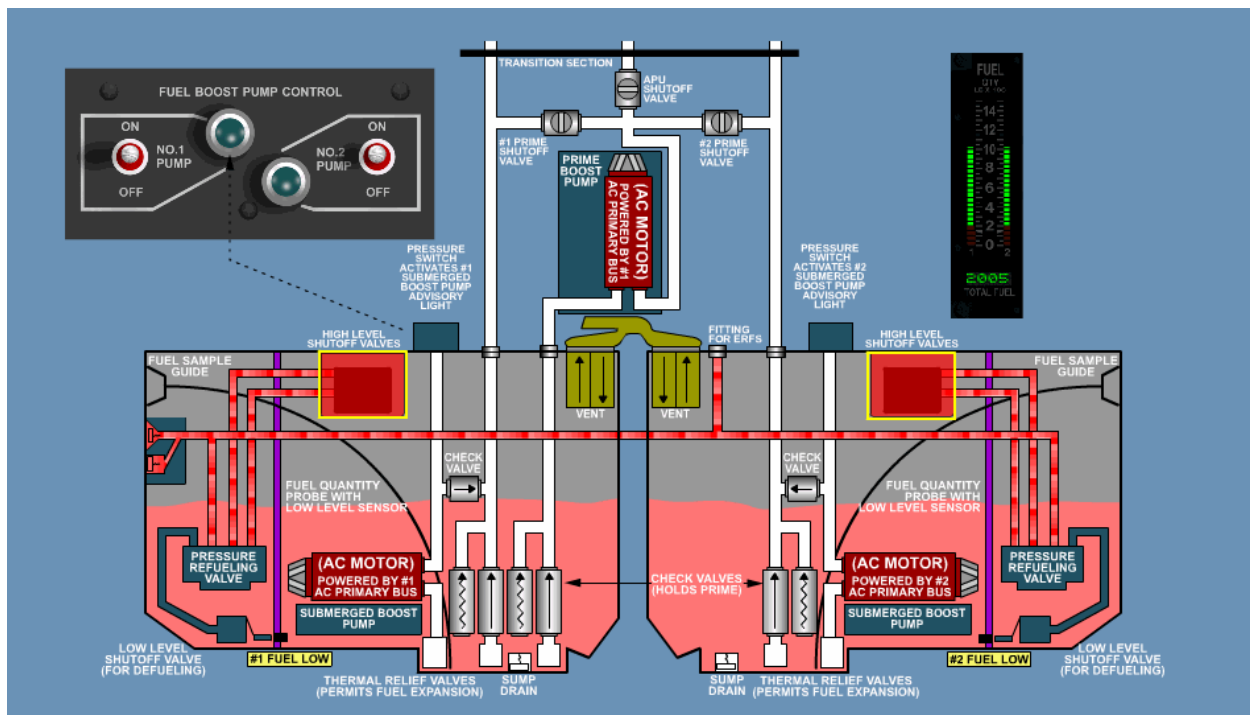 FUEL BOOST PUMP CONTROL
ON
NO.1
PUMP
OFF
ON
NO.2
PUMP
OFF
TRANSITION SECTION
APU
SHUTOFF
VALVE
#1 PRIME
SHUTOFF
VALVE
#2 PRIME
SHUTOFF
VALVE
PRIME
BOOST
PUMP
(AC MOTOR)
POWERED BY #1
AC PRIMARY BUS
FUEL
QTY
14
12
10
8
6
4
2
0
1 2
2005
TOTAL FUEL
PRESSURE
SWITCH
ACTIVATES #1
SUBMERGED
BOOST PUMP
ADVISORY
LIGHT
PRESSURE
SWITCH
ACTIVATES #2
SUBMERGED
BOOST PUMP
ADVISORY
LIGHT
HIGH LEVEL
SHUTOFF VALVES
FITTING
FOR ERFS
HIGH LEVEL
SHUTOFF VALVES
FUEL SAMPLE
GUIDE
FUEL SAMPLE
GUIDE
VENT
VENT
CHECK
VALVE
CHECK
VALVE
FUEL QUANTITY
PROBE WITH
LOW LEVEL SENSOR
FUEL QUANTITY
PROBE WITH
LOW LEVEL SENSOR
PRESSURE
REFUELING
VALVE
(AC MOTOR)
POWERED BY #1
AC PRIMARY BUS
SUBMERGED BOOST
PUMP
CHECK VALVES
(HOLDS PRIME)
(AC MOTOR)
POWERED BY #2
AC PRIMARY BUS
SUBMERGED BOOST
PUMP
PRESSURE
REFUELING
VALVE
LOW LEVEL
SHUTOFF VALVE
(FOR DEFUELING)
#1 FUEL LOW
THERMAL RELIEF VALVES
(PERMITS FUEL EXPANSION)
SUMP
DRAIN
SUMP
DRAIN
THERMAL RELIEF VALVES
(PERMITS FUEL EXPANSION)
#2 FUEL LOW
LOW LEVEL
SHUTOFF VALVE
(FOR DEFUELING)